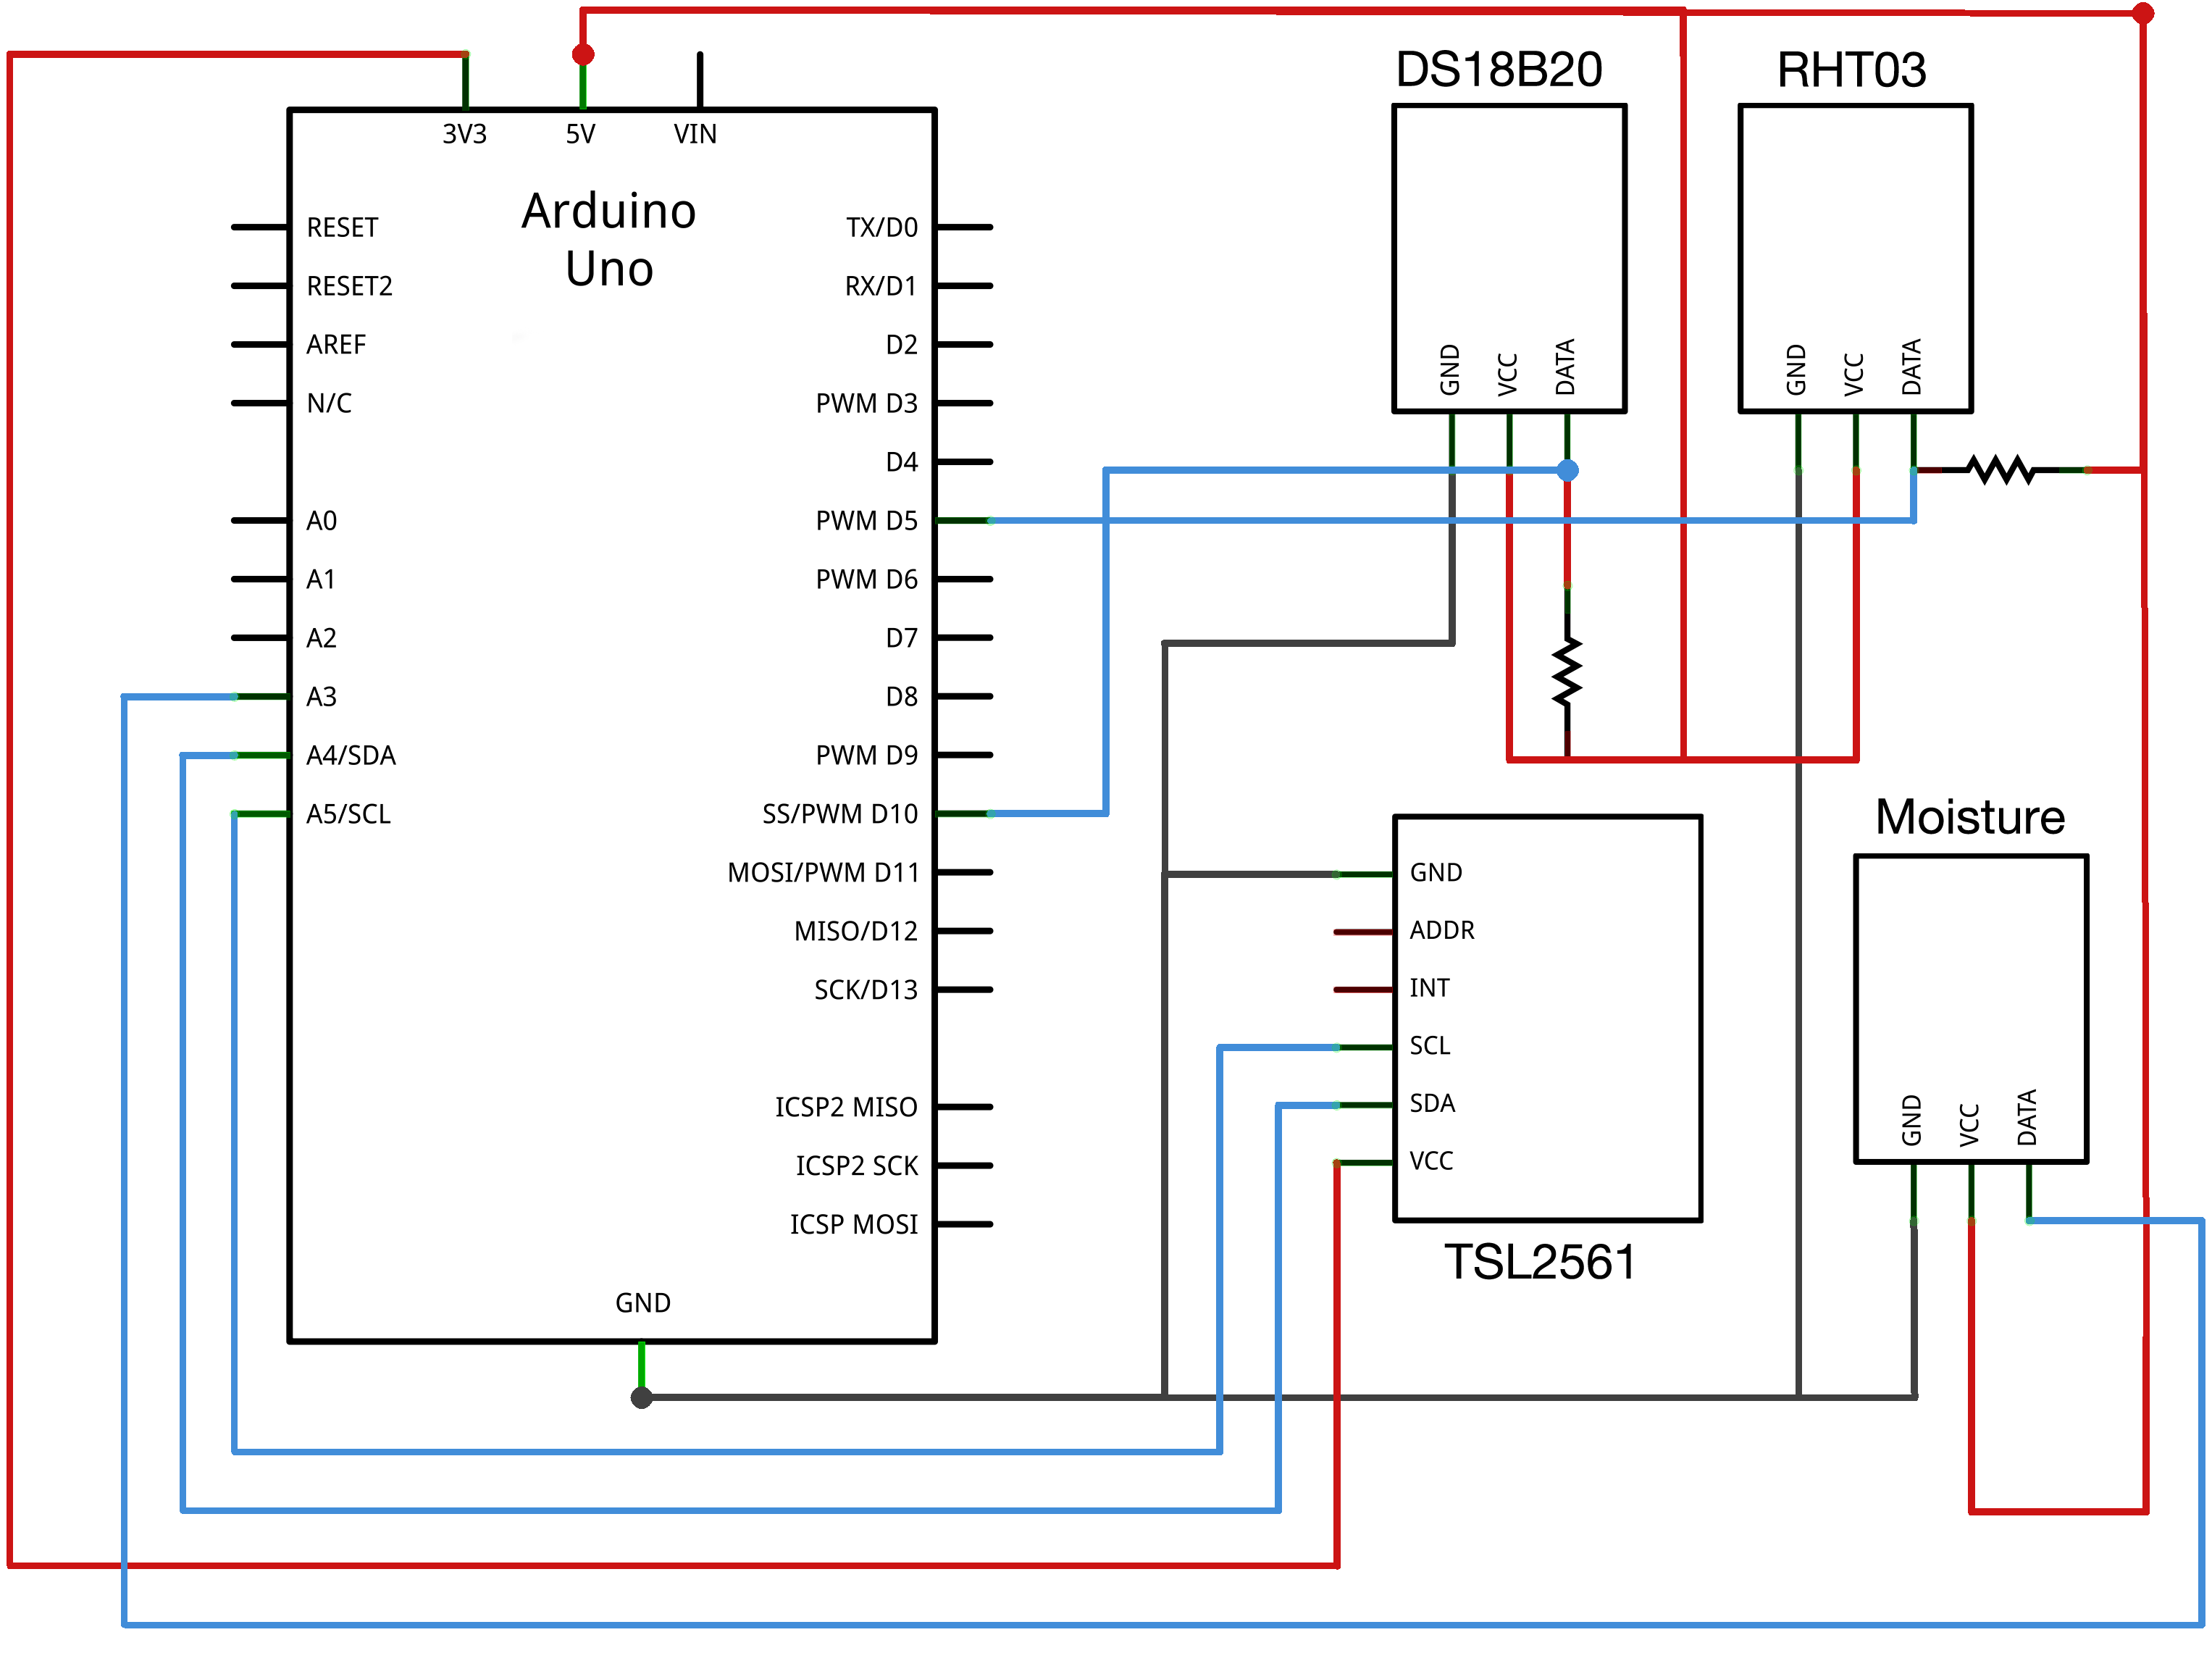 DS18B20
RHT03
3V3
5V
VIN
Arduino
Uno
RESET
RESET2
AREF
N/C
A0
A1
A2
A3
A4/SDA
A5/SCL
TX/D0
RX/D1
D2
PWM D3
D4
PWM D5
PWM D6
D7
D8
PWM D9
SS/PWM D10
MOSI/PWM D11
MISO/D12
SCK/D13
ICSP2 MISO
ICSP2 SCK
ICSP MOSI
GND
GND
VCC
DATA
GND
VCC
DATA
GND
ADDR
INT
SCL
SDA
VCC
TSL2561
Moisture
GND
VCC
DATA